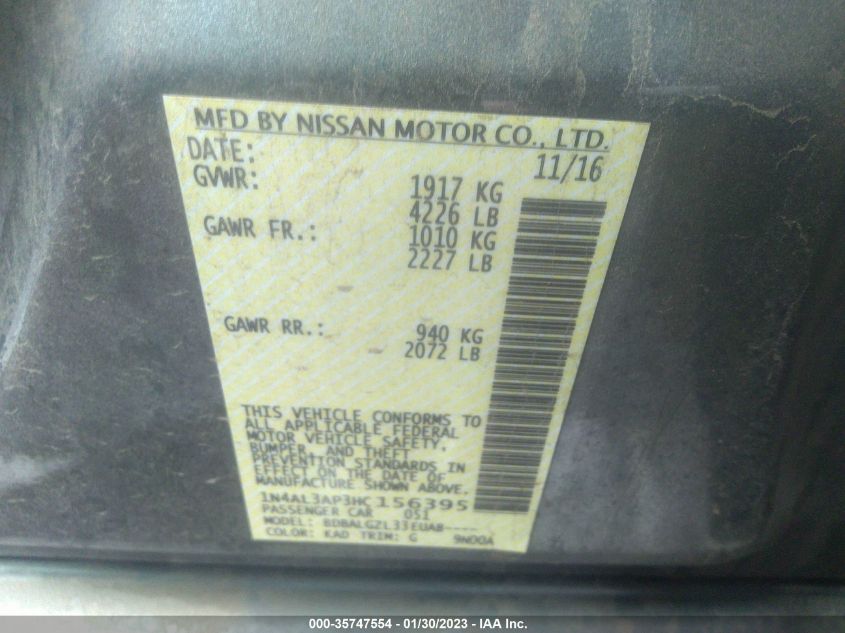 MFD BY NISSAN MOTOR CO., LTD.
DATE: 11/16
GVWR: 1917 KG
4226 LB
GAWR FR.: 1010 KG
2227 LB
GAWR RR.: 940 KG
2072 LB
THIS VEHICLE CONFORMS TO
ALL APPLICABLE FEDERAL
MOTOR VEHICLE SAFETY,
BUMPER, AND THEFT
PREVENTION STANDARDS IN
EFFECT ON THE DATE OF
MANUFACTURE SHOWN ABOVE.
1N4AL3AP3HC156395
PASSENGER CAR 051
MODEL: BDBALGZL33EUA8----
COLOR: KAD TRIM: G 9N00A
000-35747554 - 01/30/2023 - IAA Inc.